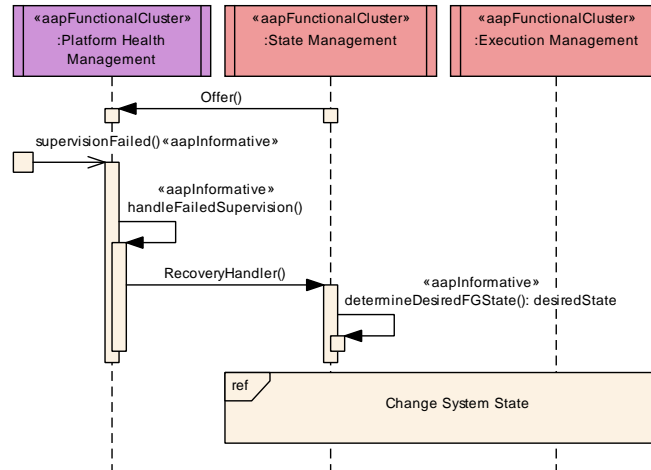 «aapFunctionalCluster»
:Platform Health
Management
«aapFunctionalCluster»
:State Management
«aapFunctionalCluster»
:Execution Management
Offer()
supervisionFailed() «aapInformative»
«aapInformative»
handleFailedSupervision()
RecoveryHandler()
«aapInformative»
determineDesiredFGState(): desiredState
ref
Change System State